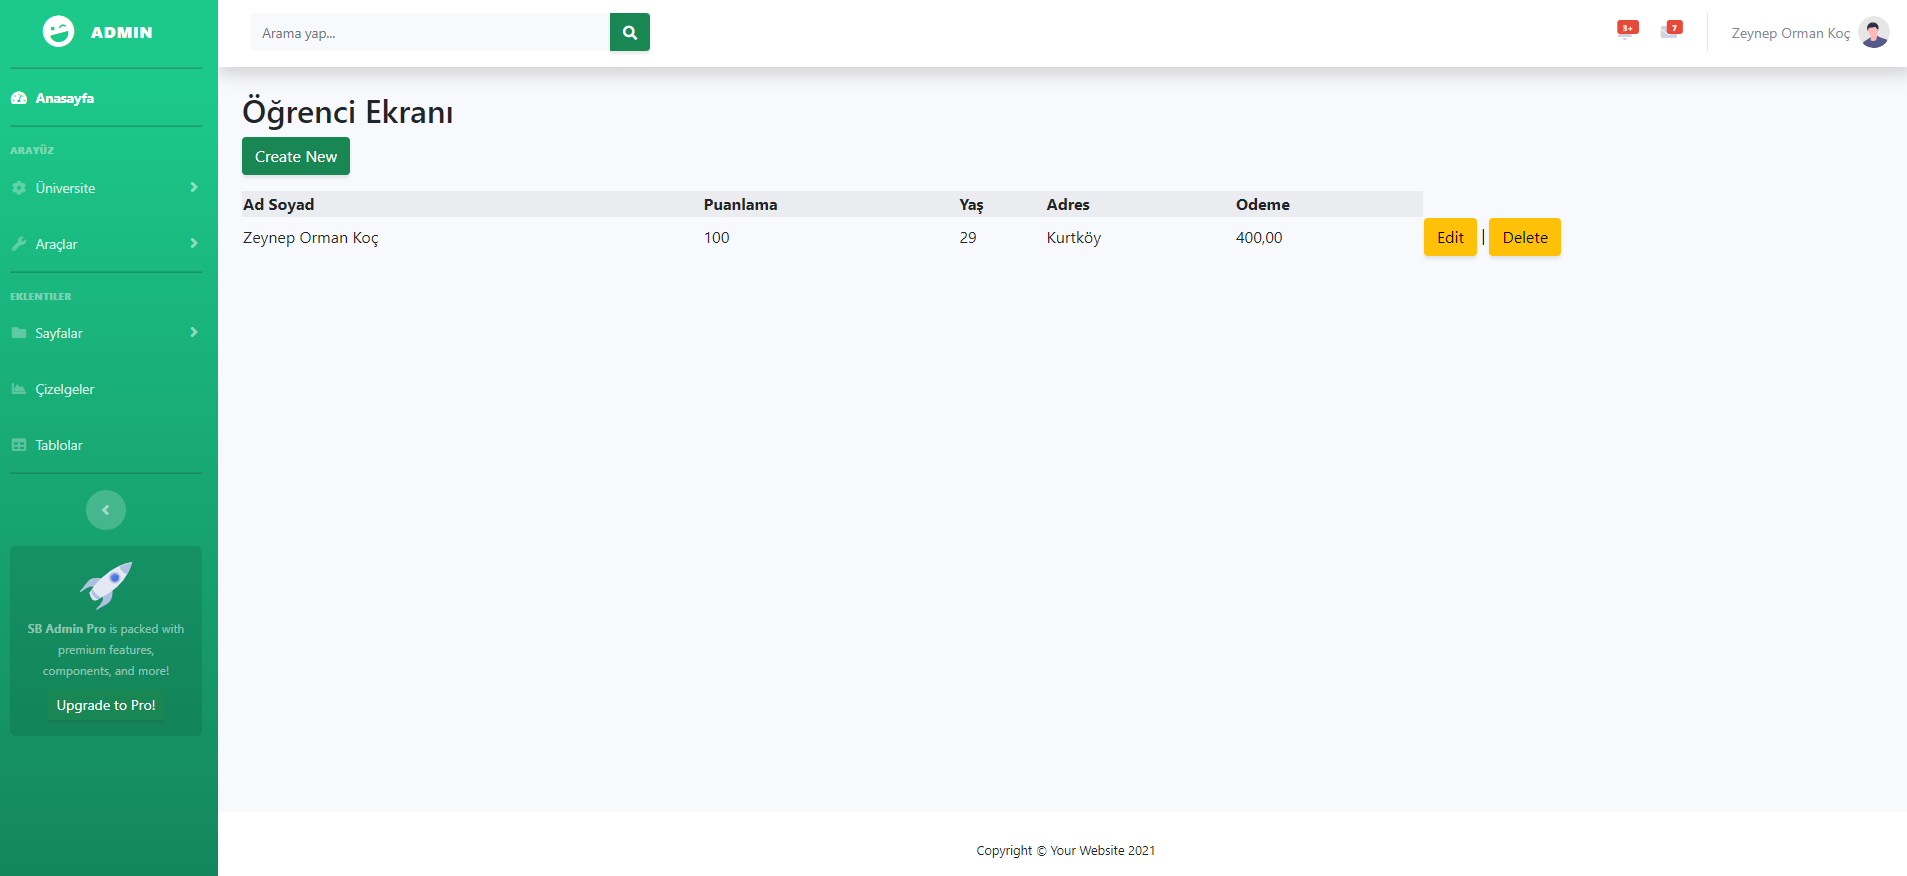 ADMIN
Arama yap...
3+
7
Zeynep Orman Koç
Anasayfa
ARAYÜZ
Üniversite
Araçlar
EKLENTILER
Sayfalar
Çizelgeler
Tablolar
SB Admin Pro is packed with
premium features,
components, and more!
Upgrade to Pro!
Öğrenci Ekranı
Create New
Ad Soyad Puanlama Yaş Adres Odeme
Zeynep Orman Koç 100 29 Kurtköy 400,00 Edit | Delete
Copyright © Your Website 2021